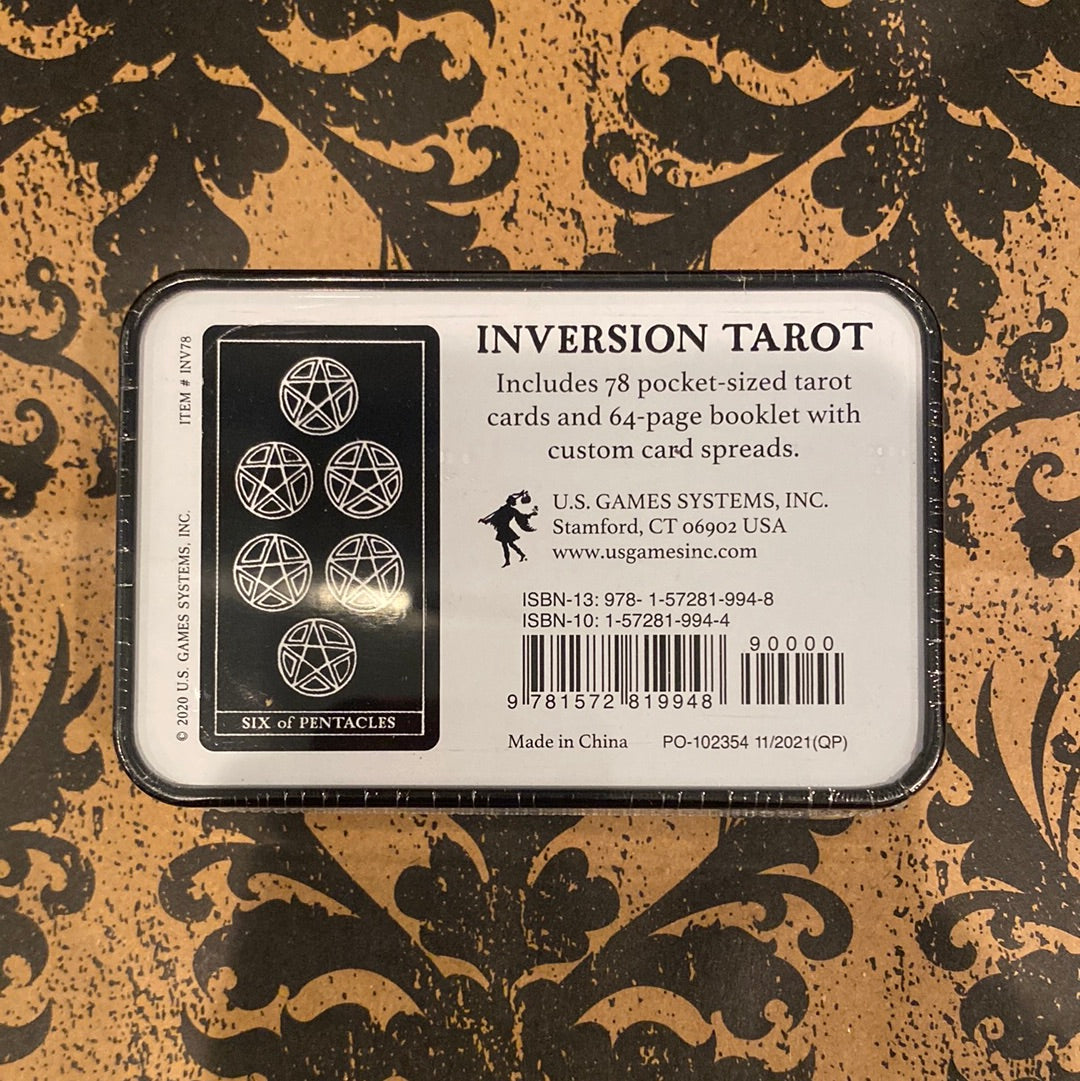 ITEM # INV78
© 2020 U.S. GAMES SYSTEMS, INC.
SIX of PENTACLES
INVERSION TAROT
Includes 78 pocket-sized tarot
cards and 64-page booklet with
custom card spreads.
U.S. GAMES SYSTEMS, INC.
Stamford, CT 06902 USA
www.usgamesinc.com
ISBN-13: 978- 1-57281-994-8
ISBN-10: 1-57281-994-4
90000
9 781572 819948
Made in China PO-102354 11/2021(QP)